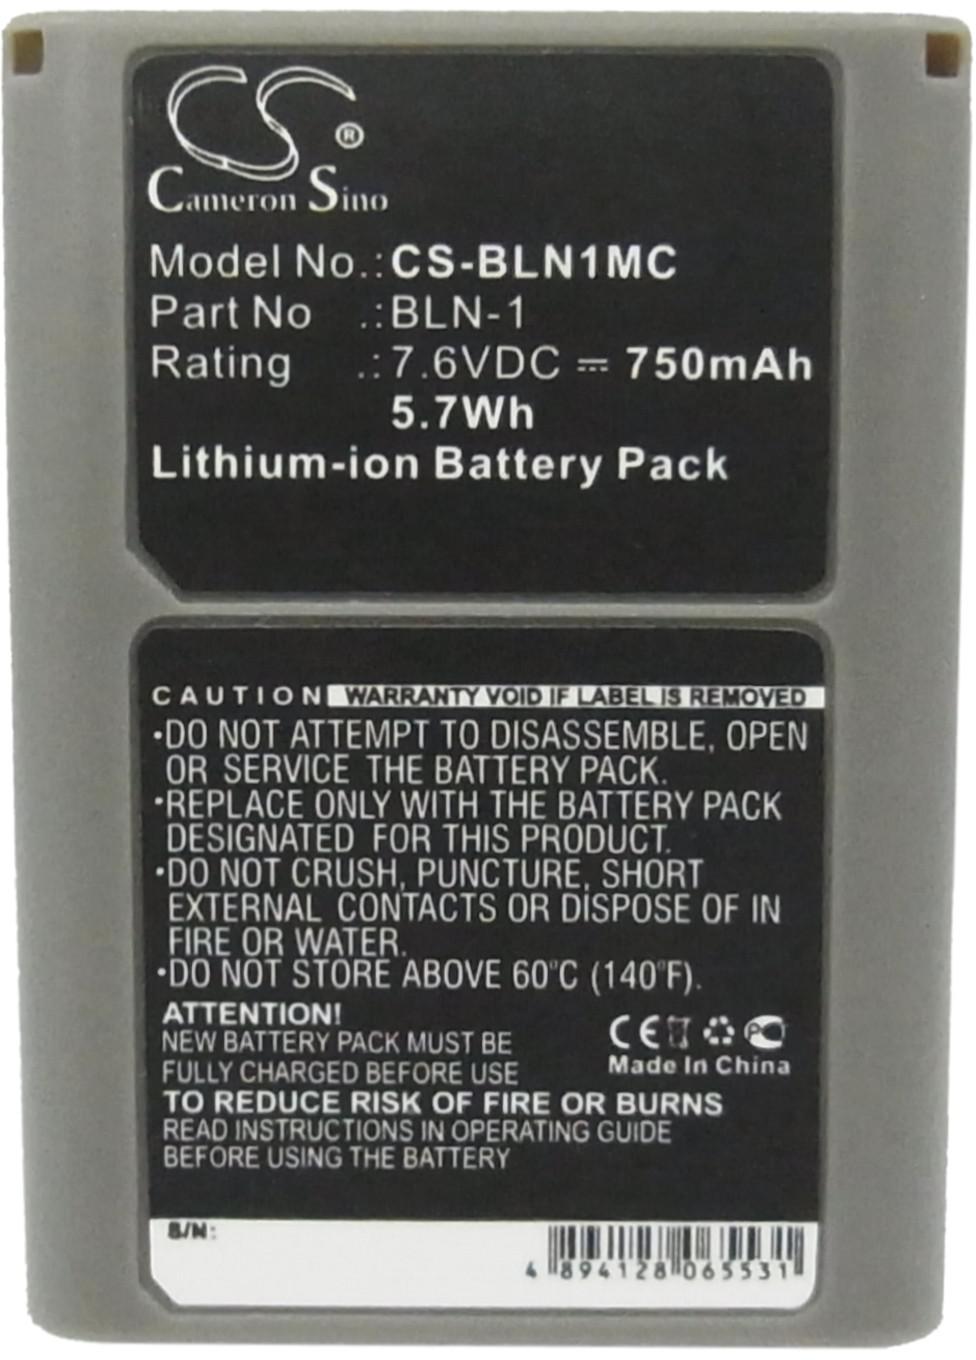 CS®
Cameron Sino
Model No.:CS-BLN1MC
Part No .:BLN-1
Rating .:7.6VDC ⎓ 750mAh
5.7Wh
Lithium-ion Battery Pack
CAUTION WARRANTY VOID IF LABEL IS REMOVED
•DO NOT ATTEMPT TO DISASSEMBLE, OPEN
OR SERVICE THE BATTERY PACK.
•REPLACE ONLY WITH THE BATTERY PACK
DESIGNATED FOR THIS PRODUCT.
•DO NOT CRUSH, PUNCTURE, SHORT
EXTERNAL CONTACTS OR DISPOSE OF IN
FIRE OR WATER.
•DO NOT STORE ABOVE 60°C (140°F).
ATTENTION!
NEW BATTERY PACK MUST BE
FULLY CHARGED BEFORE USE
CE
Made In China
TO REDUCE RISK OF FIRE OR BURNS
READ INSTRUCTIONS IN OPERATING GUIDE
BEFORE USING THE BATTERY
S/N:
4 894128 065531